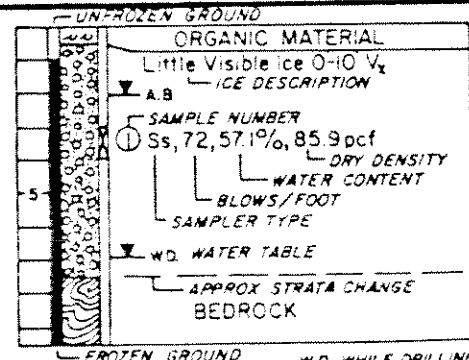 UNFROZEN GROUND
ORGANIC MATERIAL
Little Visible Ice 0-10 Vx
ICE DESCRIPTION
A.B
SAMPLE NUMBER
1 Ss, 72, 57.1%, 85.9pcf
DRY DENSITY
WATER CONTENT
5
BLOWS/FOOT
SAMPLER TYPE
W.D. WATER TABLE
APPROX STRATA CHANGE
BEDROCK
FROZEN GROUND
W.D. WHILE DRILLING